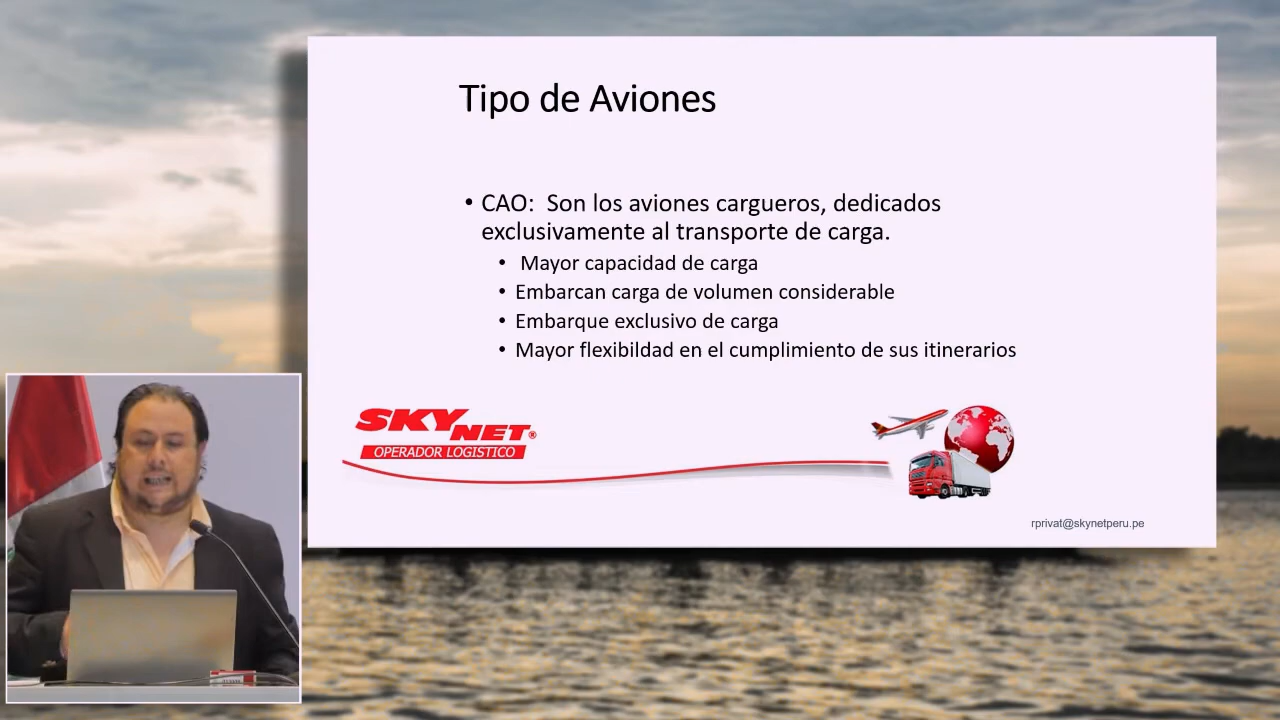 Tipo de Aviones
• CAO: Son los aviones cargueros, dedicados
exclusivamente al transporte de carga.
• Mayor capacidad de carga
• Embarcan carga de volumen considerable
• Embarque exclusivo de carga
• Mayor flexibildad en el cumplimiento de sus itinerarios
SKYNET®
OPERADOR LOGISTICO
rprivat@skynetperu.pe